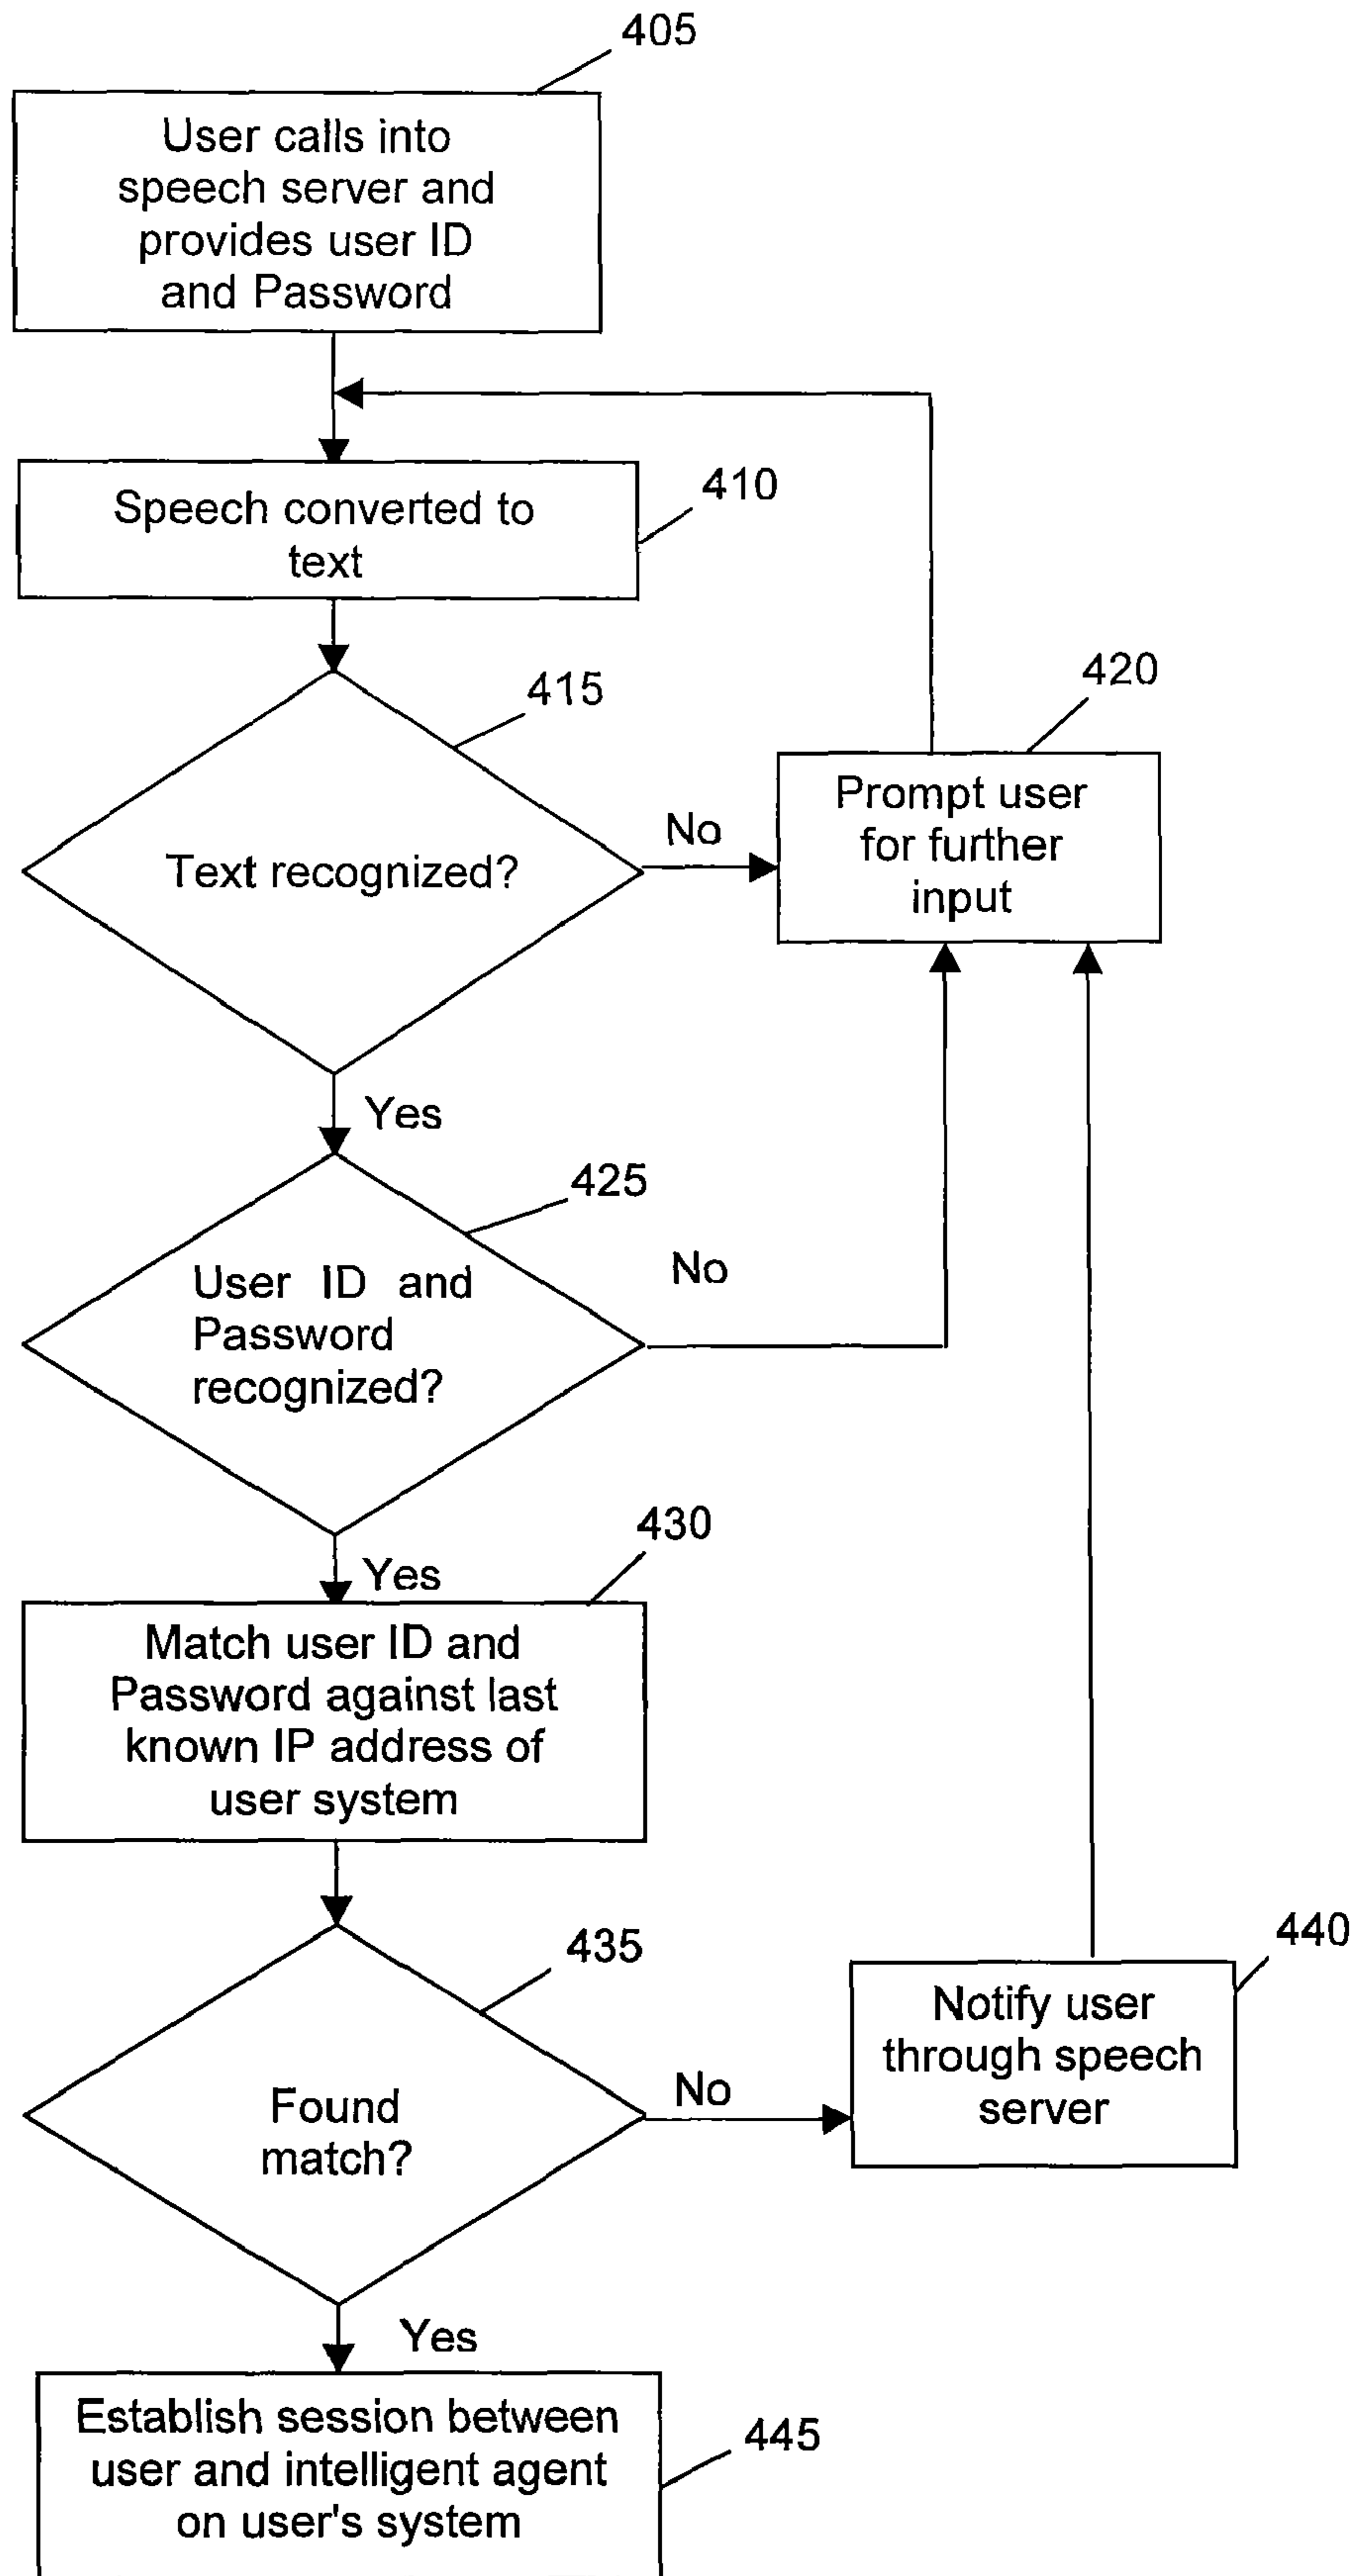 405
User calls into
speech server and
provides user ID
and Password
Speech converted to
text
410
415
Text recognized?
No
420
Prompt user
for further
input
Yes
425
User ID and
Password
recognized?
No
Yes
430
Match user ID and
Password against last
known IP address of
user system
435
Found
match?
No
440
Notify user
through speech
server
Yes
Establish session between
user and intelligent agent
on user's system
445